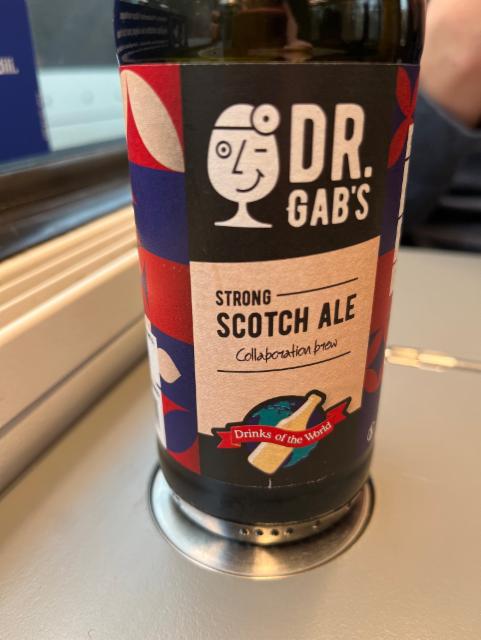 DR.
GAB'S
STRONG
SCOTCH ALE
Collaboration brew
Drinks of the World